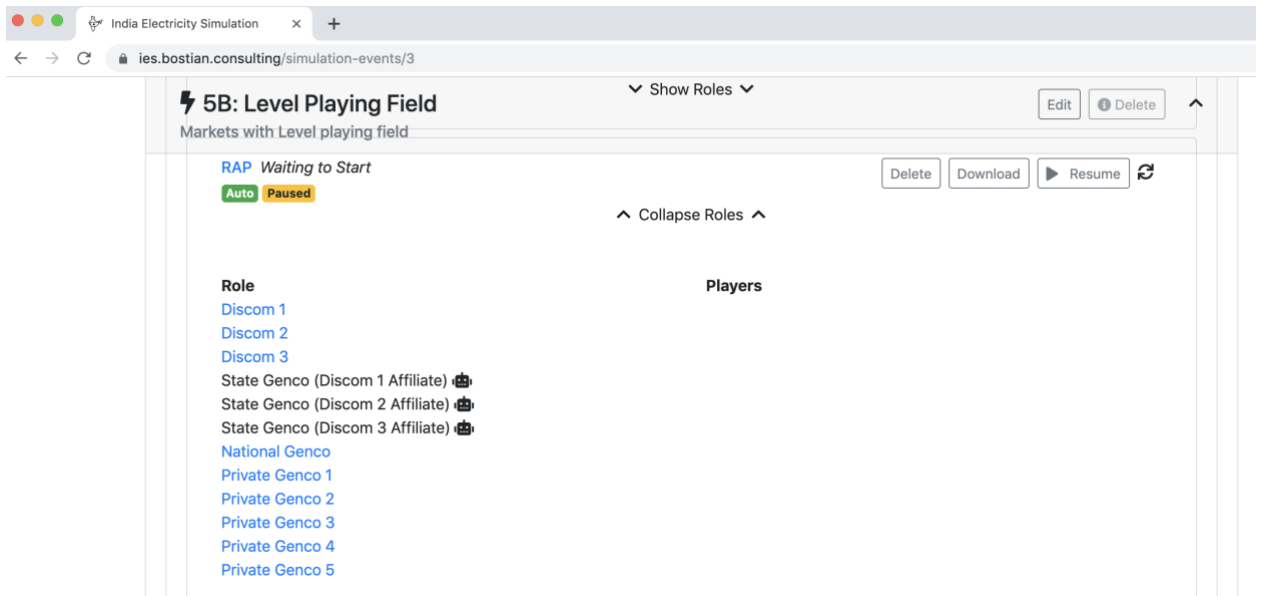 India Electricity Simulation
ies.bostian.consulting/simulation-events/3
Show Roles
5B: Level Playing Field
Edit
Delete
Markets with Level playing field
RAP Waiting to Start
Delete
Download
Resume
Auto Paused
Collapse Roles
Role Players
Discom 1
Discom 2
Discom 3
State Genco (Discom 1 Affiliate)
State Genco (Discom 2 Affiliate)
State Genco (Discom 3 Affiliate)
National Genco
Private Genco 1
Private Genco 2
Private Genco 3
Private Genco 4
Private Genco 5